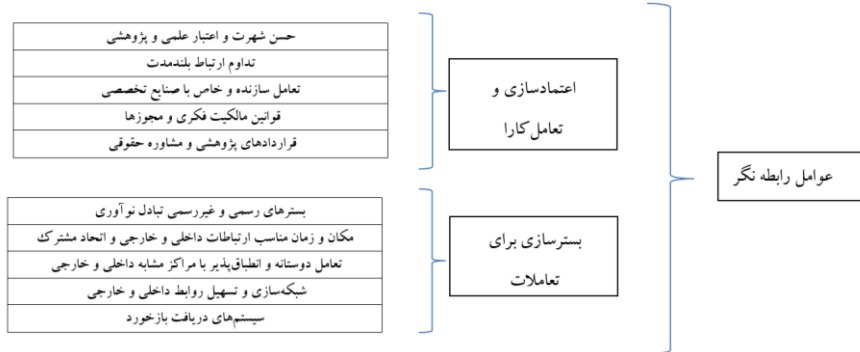 عوامل رابطه نگر
اعتمادسازی و
تعامل کارا
حسن شهرت و اعتبار علمی و پژوهشی
تداوم ارتباط بلندمدت
تعامل سازنده و خاص با صنایع تخصصی
قوانین مالکیت فکری و مجوزها
قراردادهای پژوهشی و مشاوره حقوقی
بسترسازی برای
تعاملات
بسترهای رسمی و غیررسمی تبادل نوآوری
مکان و زمان مناسب ارتباطات داخلی و خارجی و اتحاد مشترک
تعامل دوستانه و انطباق‌پذیر با مراکز مشابه داخلی و خارجی
شبکه‌سازی و تسهیل روابط داخلی و خارجی
سیستم‌های دریافت بازخورد